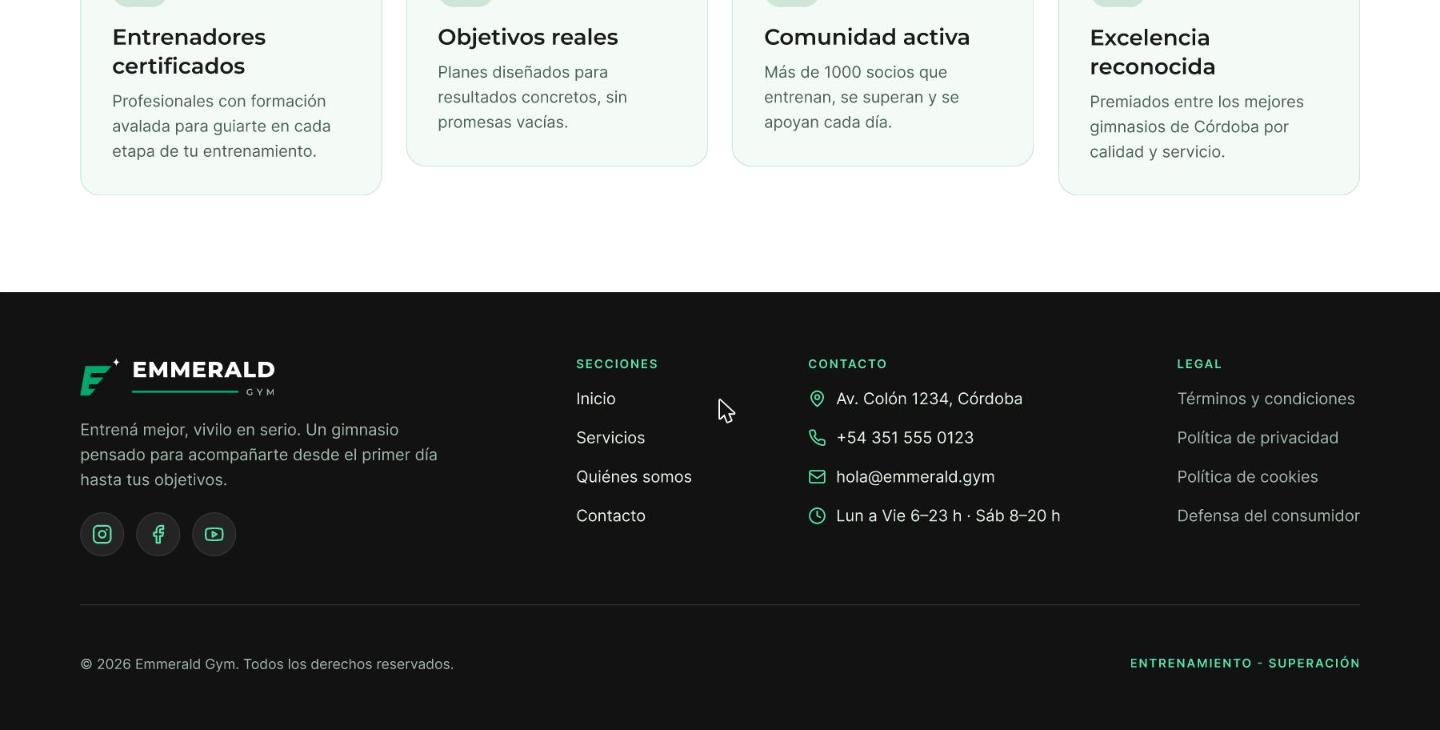 Entrenadores
certificados
Profesionales con formación
avalada para guiarte en cada
etapa de tu entrenamiento.
Objetivos reales
Planes diseñados para
resultados concretos, sin
promesas vacías.
Comunidad activa
Más de 1000 socios que
entrenan, se superan y se
apoyan cada día.
Excelencia
reconocida
Premiados entre los mejores
gimnasios de Córdoba por
calidad y servicio.
EMMERALD
GYM
Entrená mejor, vivilo en serio. Un gimnasio
pensado para acompañarte desde el primer día
hasta tus objetivos.
SECCIONES
Inicio
Servicios
Quiénes somos
Contacto
CONTACTO
Av. Colón 1234, Córdoba
+54 351 555 0123
hola@emmerald.gym
Lun a Vie 6–23 h · Sáb 8–20 h
LEGAL
Términos y condiciones
Política de privacidad
Política de cookies
Defensa del consumidor
© 2026 Emmerald Gym. Todos los derechos reservados.
ENTRENAMIENTO - SUPERACIÓN